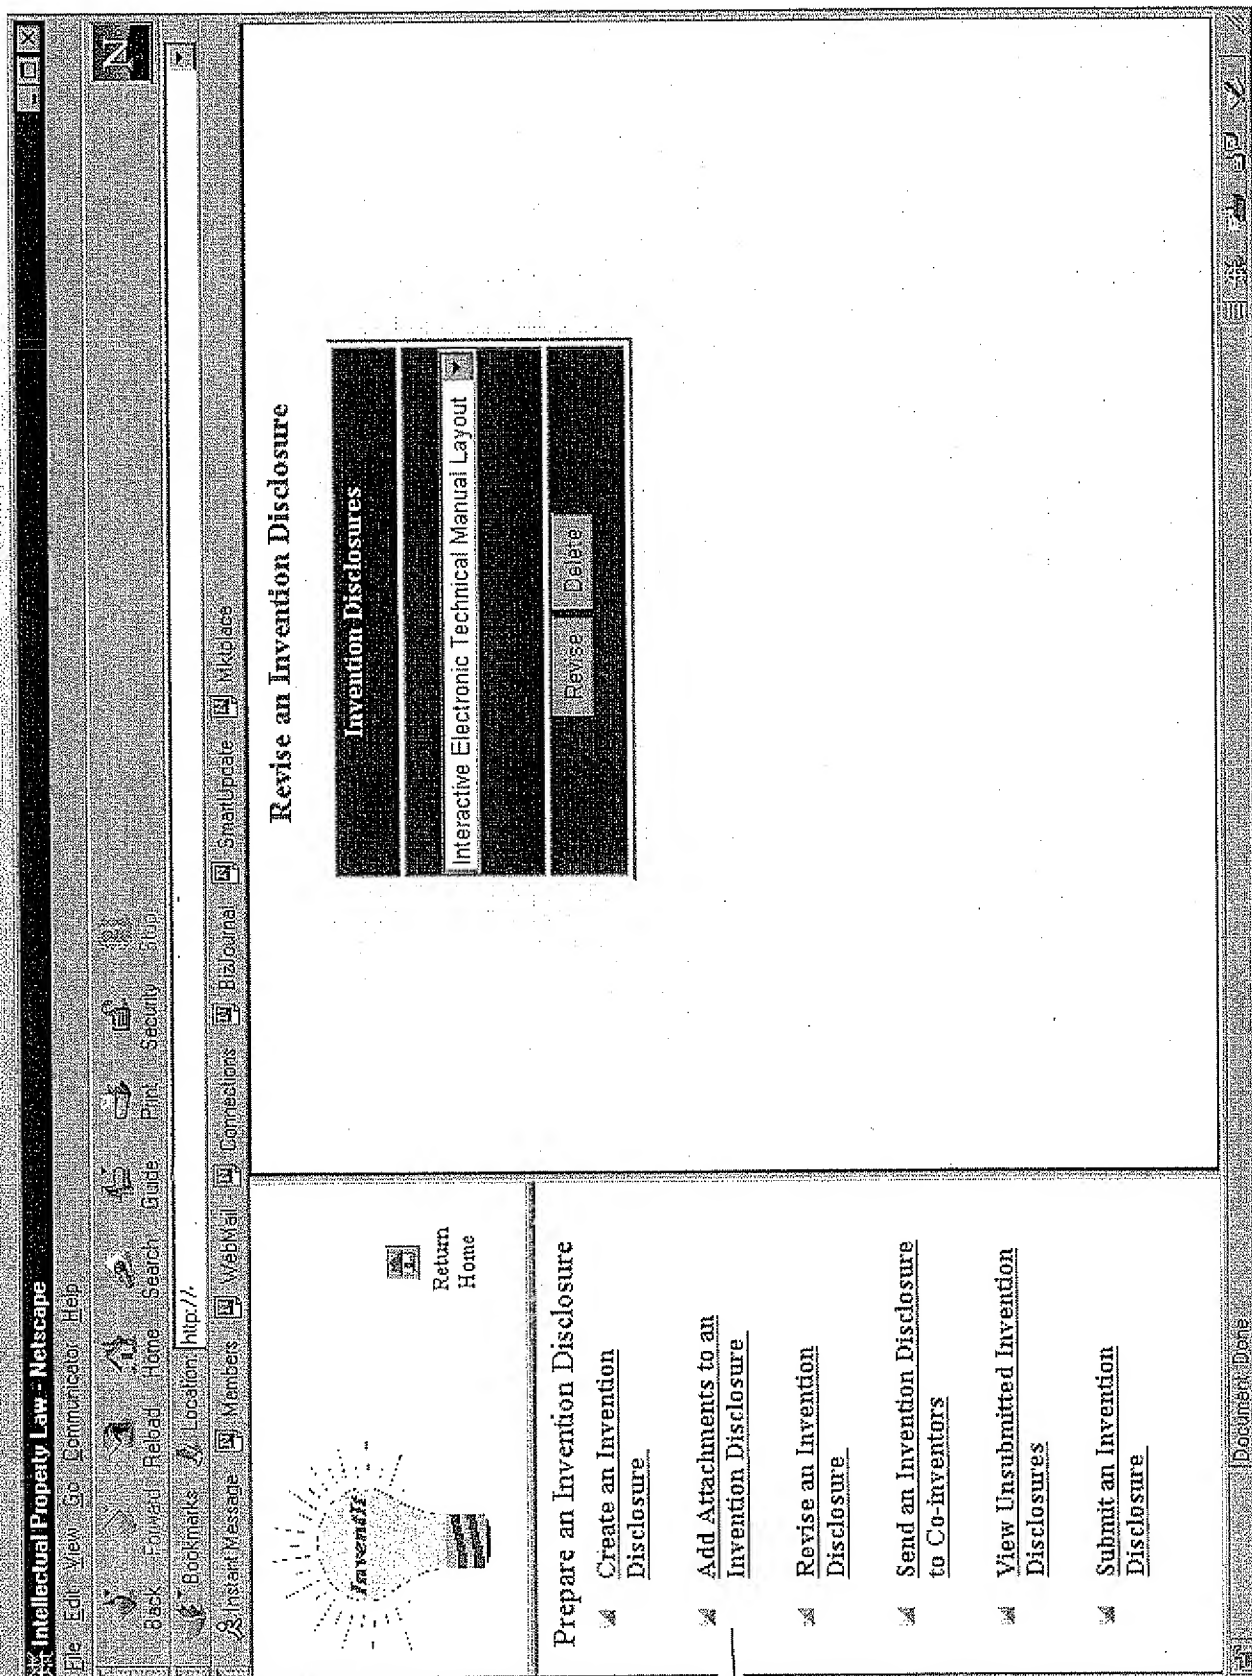 Intellectual Property Law - Netscape
File Edit View Go Communicator Help
Back Forward Reload Home Search Guide Print Security Stop
Bookmarks Location: http://.
Instant Message Members WebMail Connections BizJournal SmartUpdate Mktplace
InventIt
Return
Home
Prepare an Invention Disclosure
Create an Invention
Disclosure
Add Attachments to an
Invention Disclosure
Revise an Invention
Disclosure
Send an Invention Disclosure
to Co-inventors
View Unsubmitted Invention
Disclosures
Submit an Invention
Disclosure
Revise an Invention Disclosure
Invention Disclosures
Interactive Electronic Technical Manual Layout
Revise Delete
Document: Done